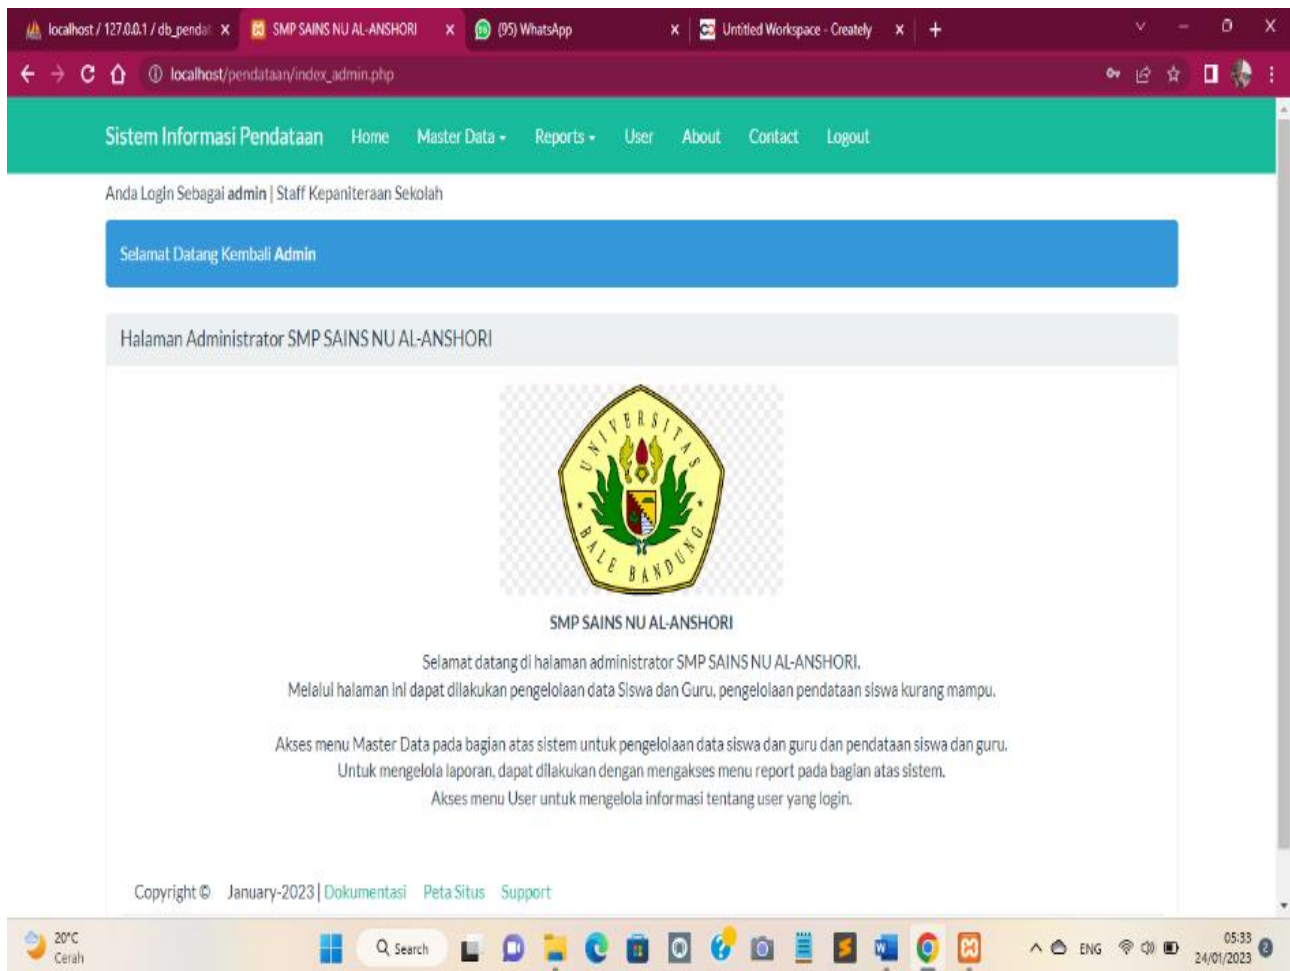 localhost / 127.0.0.1 / db_pendat
SMP SAINS NU AL-ANSHORI
(95) WhatsApp
Untitled Workspace - Creately
localhost/pendataan/index_admin.php
Sistem Informasi Pendataan Home Master Data Reports User About Contact Logout
Anda Login Sebagai admin | Staff Kepaniteraan Sekolah
Selamat Datang Kembali Admin
Halaman Administrator SMP SAINS NU AL-ANSHORI
UNIVERSITAS
BALE BANDUNG
SMP SAINS NU AL-ANSHORI
Selamat datang di halaman administrator SMP SAINS NU AL-ANSHORI.
Melalui halaman ini dapat dilakukan pengelolaan data Siswa dan Guru, pengelolaan pendataan siswa kurang mampu.
Akses menu Master Data pada bagian atas sistem untuk pengelolaan data siswa dan guru dan pendataan siswa dan guru.
Untuk mengelola laporan, dapat dilakukan dengan mengakses menu report pada bagian atas sistem.
Akses menu User untuk mengelola informasi tentang user yang login.
Copyright © January-2023 | Dokumentasi Peta Situs Support
20°C
Cerah
Search
ENG
05:33
24/01/2023
2